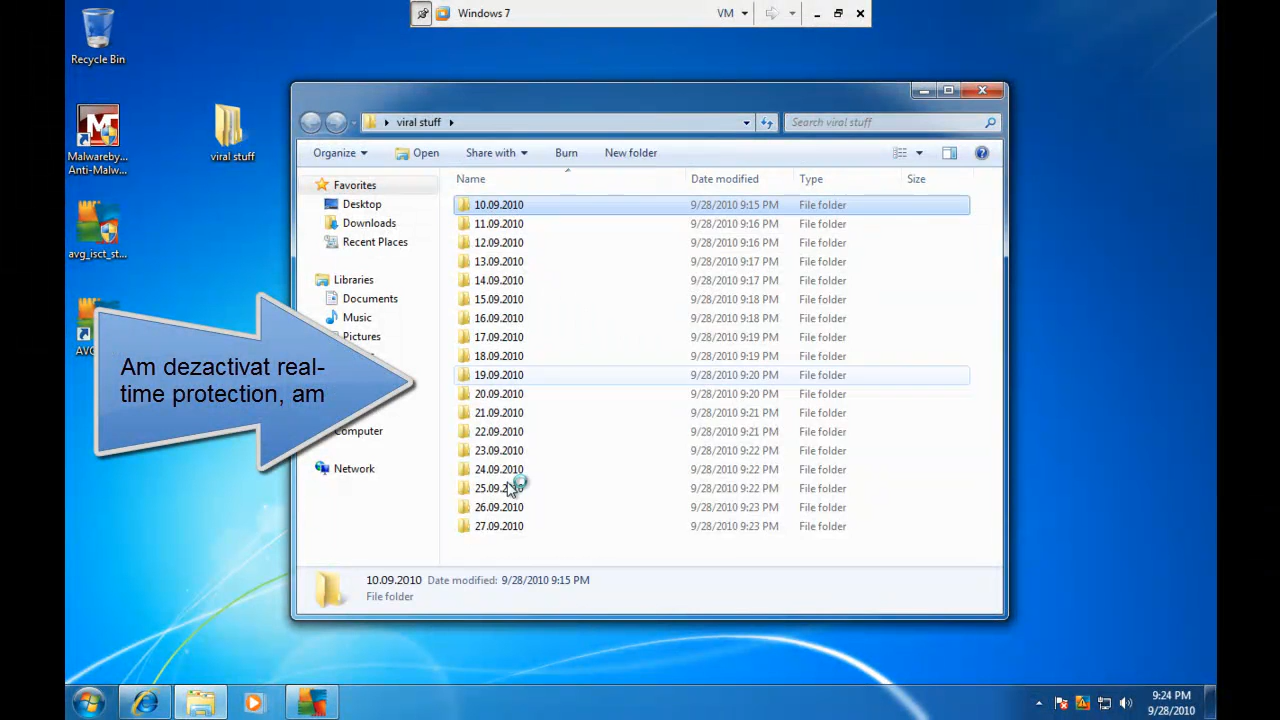 Windows 7
VM
Recycle Bin
Malwareby...
Anti-Malw...
viral stuff
avg_isct_st...
viral stuff
Search viral stuff
Organize
Open
Share with
Burn
New folder
Favorites
Desktop
Downloads
Recent Places
Libraries
Documents
Music
Pictures
Computer
Network
Name Date modified Type Size
10.09.2010 9/28/2010 9:15 PM File folder
11.09.2010 9/28/2010 9:16 PM File folder
12.09.2010 9/28/2010 9:16 PM File folder
13.09.2010 9/28/2010 9:17 PM File folder
14.09.2010 9/28/2010 9:17 PM File folder
15.09.2010 9/28/2010 9:18 PM File folder
16.09.2010 9/28/2010 9:18 PM File folder
17.09.2010 9/28/2010 9:19 PM File folder
18.09.2010 9/28/2010 9:19 PM File folder
19.09.2010 9/28/2010 9:20 PM File folder
20.09.2010 9/28/2010 9:20 PM File folder
21.09.2010 9/28/2010 9:21 PM File folder
22.09.2010 9/28/2010 9:21 PM File folder
23.09.2010 9/28/2010 9:22 PM File folder
24.09.2010 9/28/2010 9:22 PM File folder
25.09.2010 9/28/2010 9:22 PM File folder
26.09.2010 9/28/2010 9:23 PM File folder
27.09.2010 9/28/2010 9:23 PM File folder
Am dezactivat real-
time protection, am
10.09.2010 Date modified: 9/28/2010 9:15 PM
File folder
9:24 PM
9/28/2010